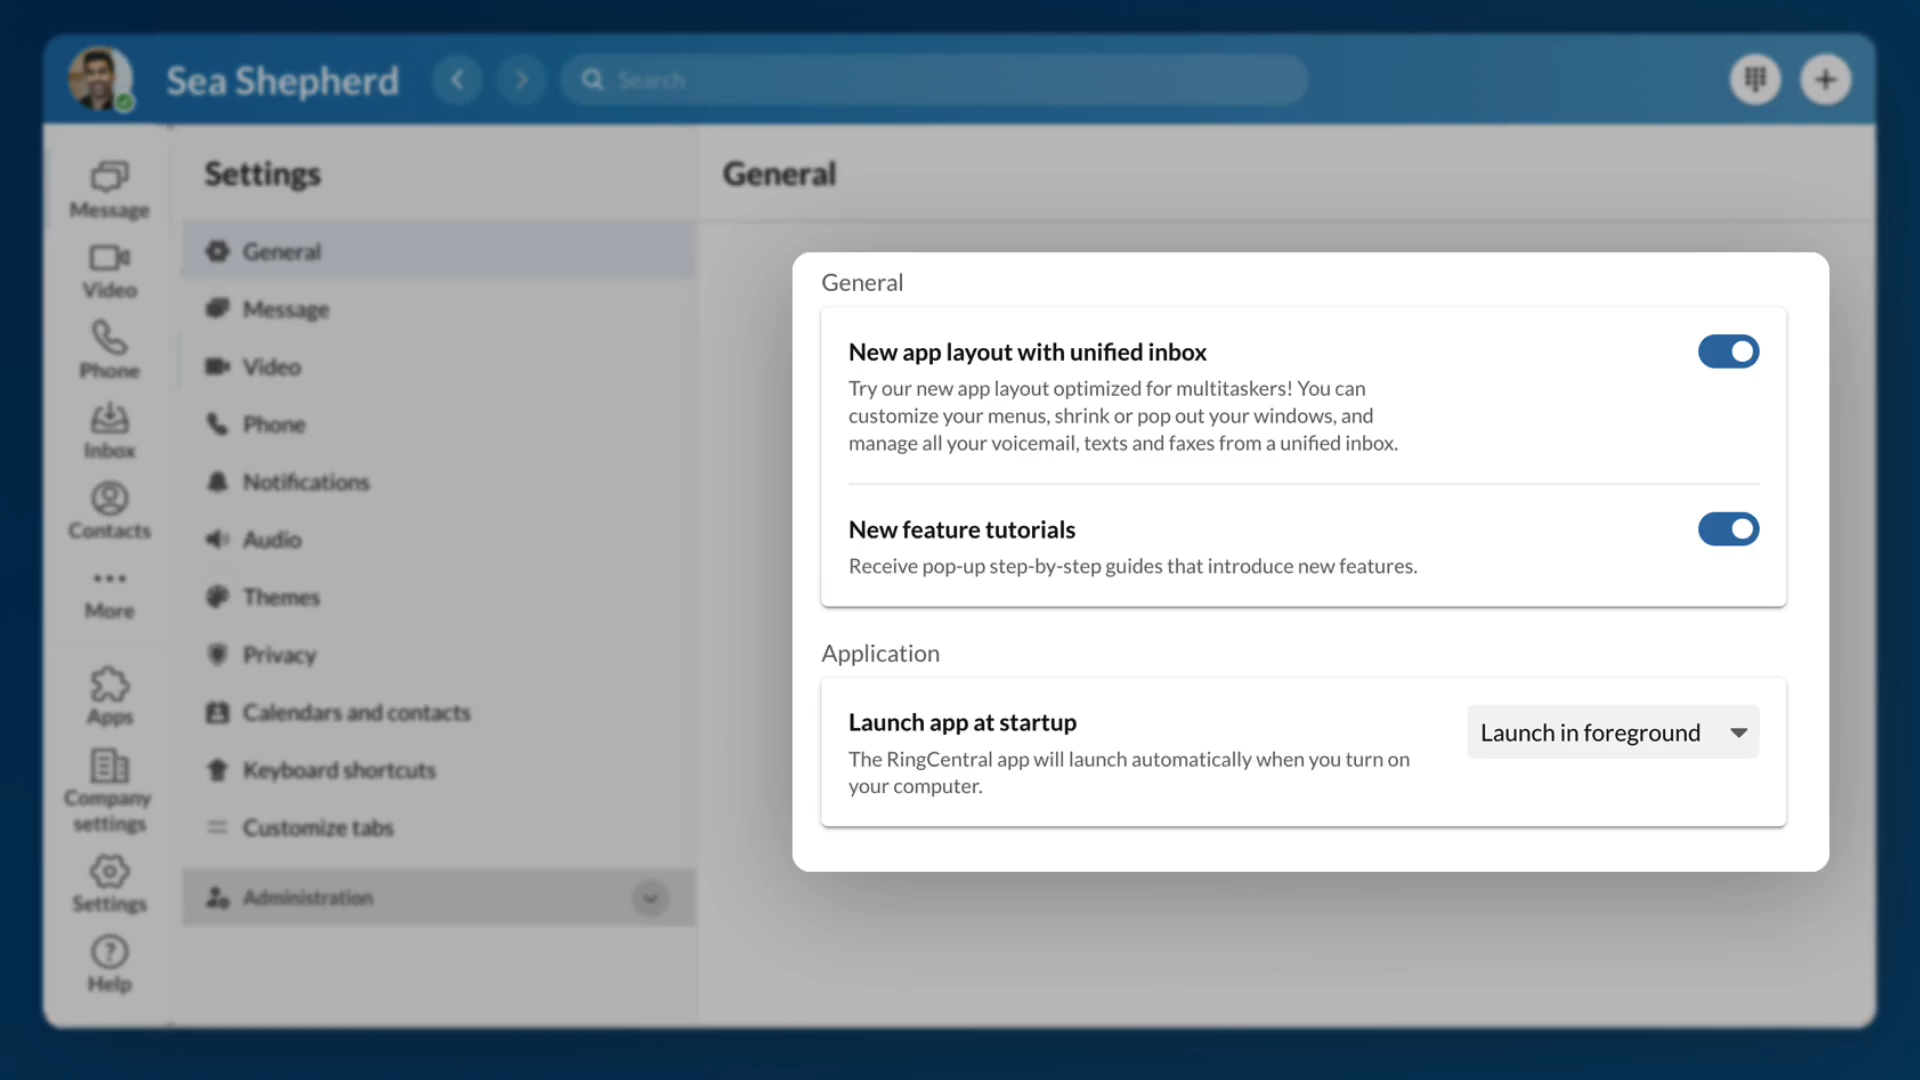 Sea Shepherd
Search
Message
Video
Phone
Inbox
Contacts
More
Apps
Company
settings
Settings
Help
Settings
General
Message
Video
Phone
Notifications
Audio
Themes
Privacy
Calendars and contacts
Keyboard shortcuts
Customize tabs
Administration
General
General
New app layout with unified inbox
Try our new app layout optimized for multitaskers! You can
customize your menus, shrink or pop out your windows, and
manage all your voicemail, texts and faxes from a unified inbox.
New feature tutorials
Receive pop-up step-by-step guides that introduce new features.
Application
Launch app at startup
The RingCentral app will launch automatically when you turn on
your computer.
Launch in foreground